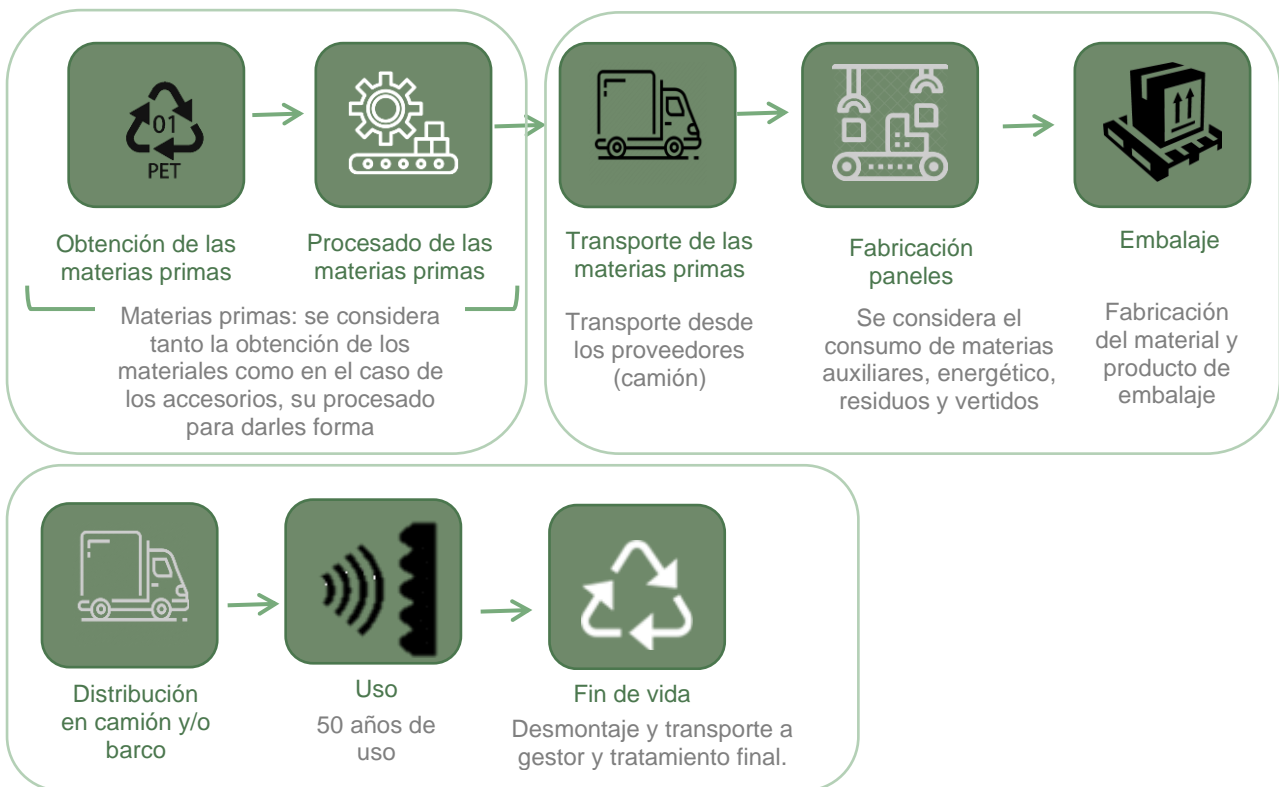 01
PET
Obtención de las
materias primas
Procesado de las
materias primas
Materias primas: se considera
tanto la obtención de los
materiales como en el caso de
los accesorios, su procesado
para darles forma
Transporte de las
materias primas
Transporte desde
los proveedores
(camión)
Fabricación
paneles
Se considera el
consumo de materias
auxiliares, energético,
residuos y vertidos
Embalaje
Fabricación
del material y
producto de
embalaje
Distribución
en camión y/o
barco
Uso
50 años de
uso
Fin de vida
Desmontaje y transporte a
gestor y tratamiento final.